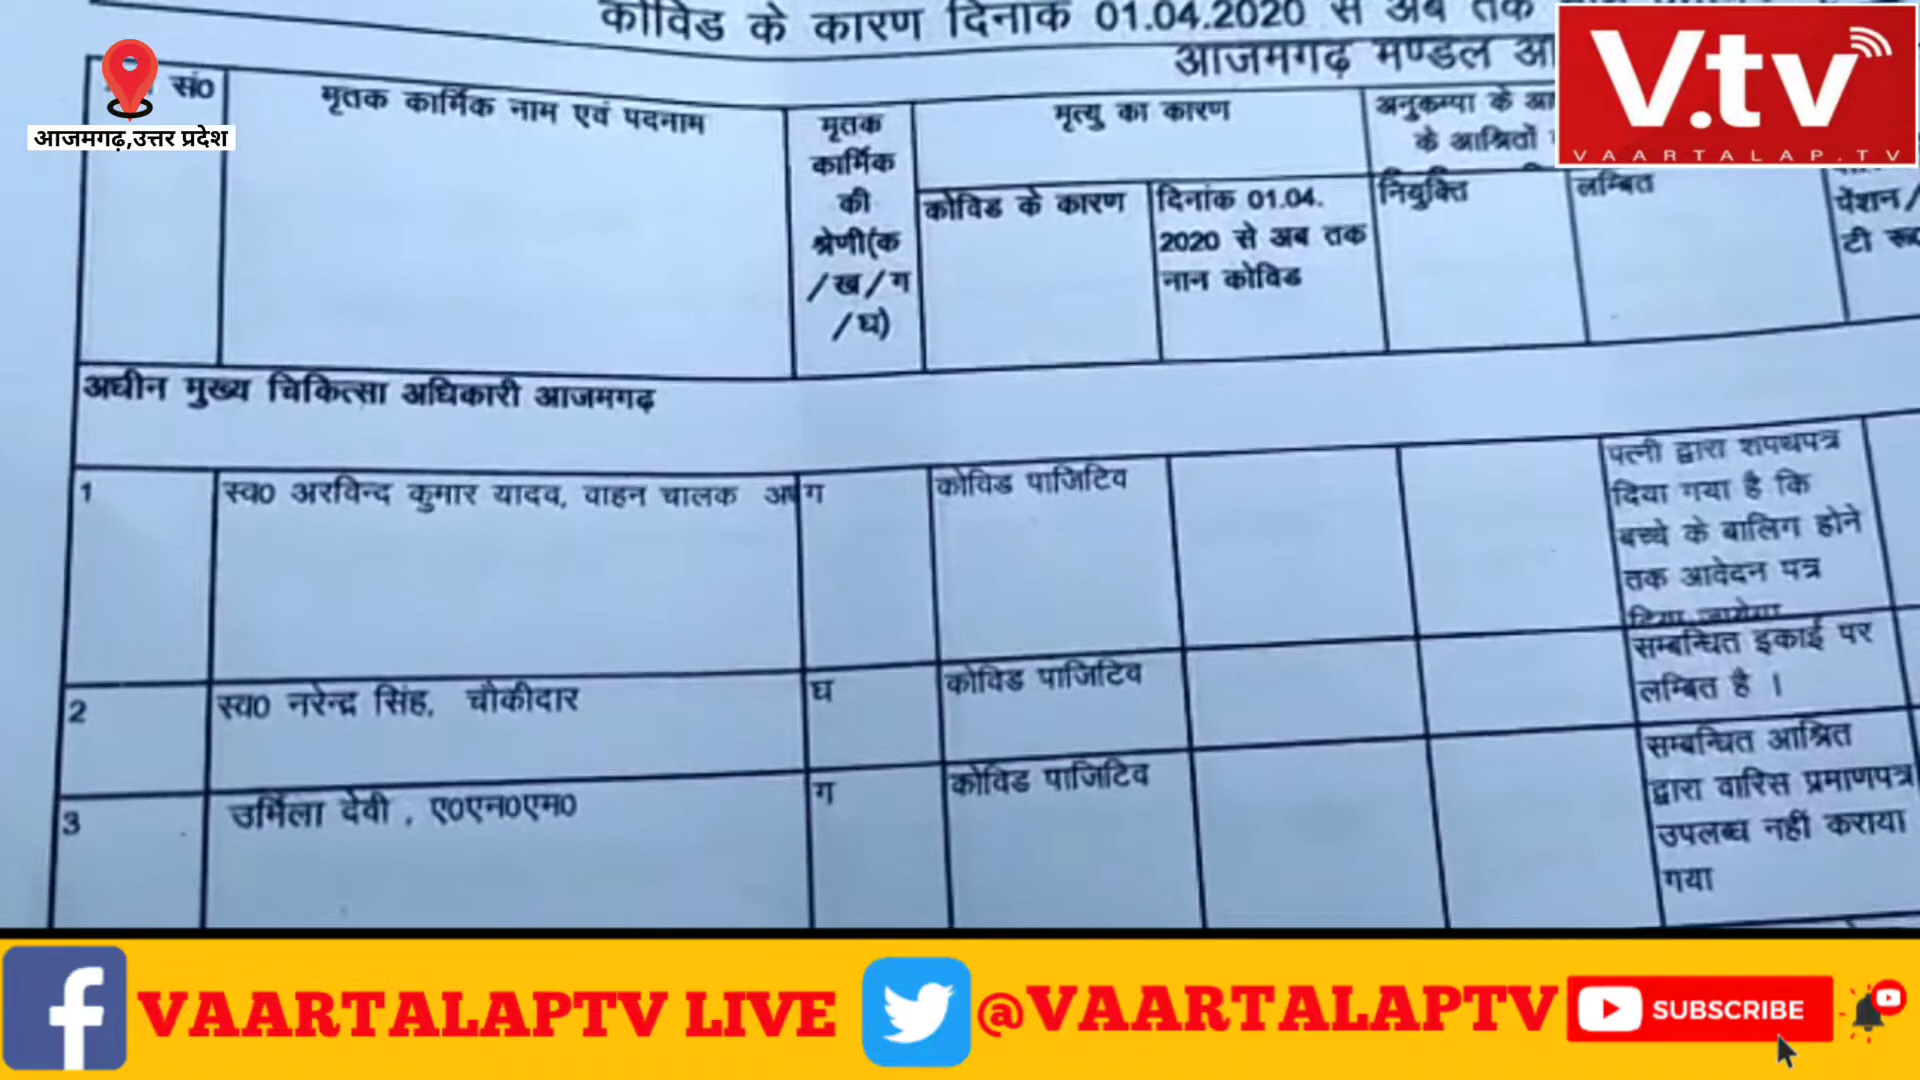 कोविड के कारण दिनांक 01.04.2020 से अब तक
आजमगढ़ मण्डल
V.tv
VAARTALAP.TV
आजमगढ़,उत्तर प्रदेश
सं0
मृतक कार्मिक नाम एवं पदनाम
मृतक
कार्मिक
की
श्रेणी(क
/ख/ग
/घ)
मृत्यु का कारण
कोविड के कारण
दिनांक 01.04.
2020 से अब तक
नान कोविड
अनुकम्पा के
के आश्रितों
नियुक्ति
लम्बित
पेंशन/
टी
अधीन मुख्य चिकित्सा अधिकारी आजमगढ़
1
स्व0 अरविन्द कुमार यादव, वाहन चालक
ग
कोविड पाजिटिव
पत्नी द्वारा शपथपत्र
दिया गया है कि
बच्चे के बालिग होने
तक आवेदन पत्र
दिया जायेगा
2
स्व0 नरेन्द्र सिंह, चौकीदार
घ
कोविड पाजिटिव
सम्बन्धित इकाई पर
लम्बित है ।
3
उर्मिला देवी , ए0एन0एम0
ग
कोविड पाजिटिव
सम्बन्धित आश्रित
द्वारा वारिस प्रमाणपत्र
उपलब्ध नहीं कराया
गया
VAARTALAPTV LIVE
@VAARTALAPTV
SUBSCRIBE